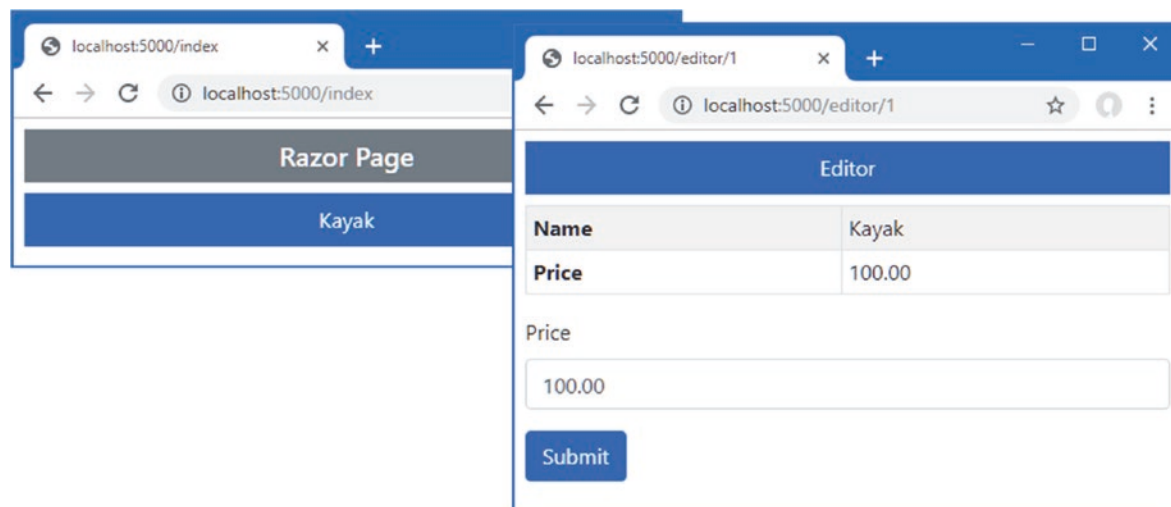 localhost:5000/index
localhost:5000/index
Razor Page
Kayak
localhost:5000/editor/1
localhost:5000/editor/1
Editor
Name Kayak
Price 100.00
Price
100.00
Submit